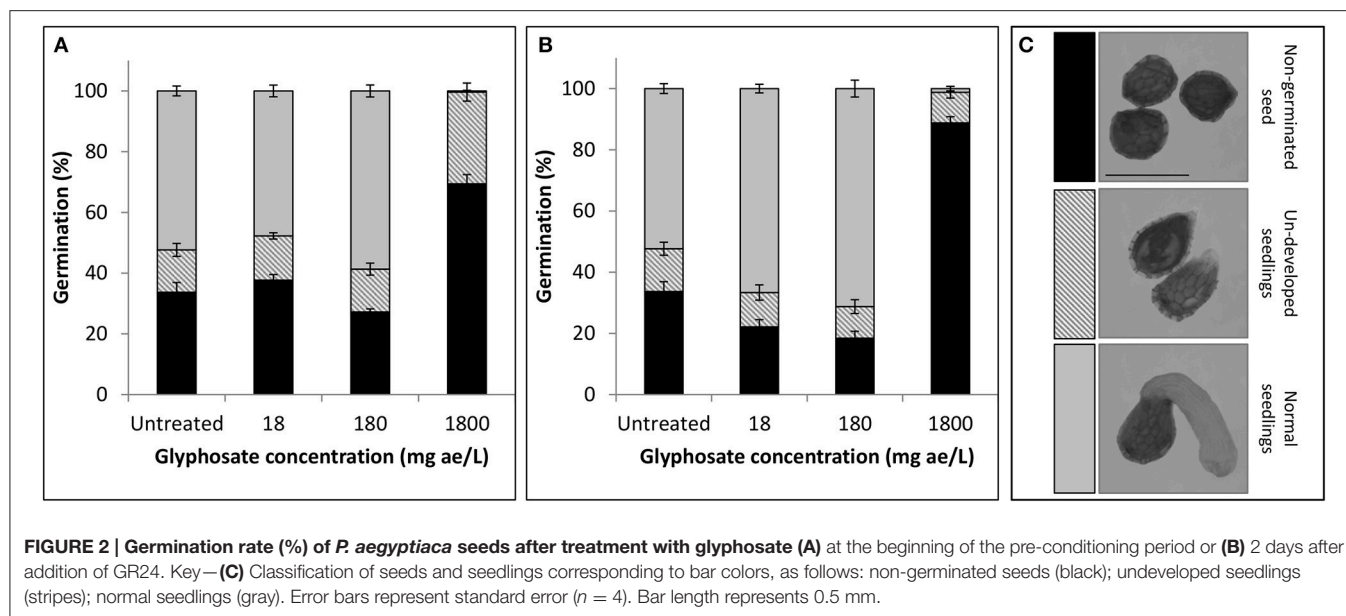 A
Germination (%)
100
80
60
40
20
0
Untreated 18 180 1800
Glyphosate concentration (mg ae/L)
B
Germination (%)
100
80
60
40
20
0
Untreated 18 180 1800
Glyphosate concentration (mg ae/L)
C
Non-germinated
seed
Un-developed
seedlings
Normal
seedlings
FIGURE 2 | Germination rate (%) of P. aegyptiaca seeds after treatment with glyphosate (A) at the beginning of the pre-conditioning period or (B) 2 days after
addition of GR24. Key—(C) Classification of seeds and seedlings corresponding to bar colors, as follows: non-germinated seeds (black); undeveloped seedlings
(stripes); normal seedlings (gray). Error bars represent standard error (n = 4). Bar length represents 0.5 mm.